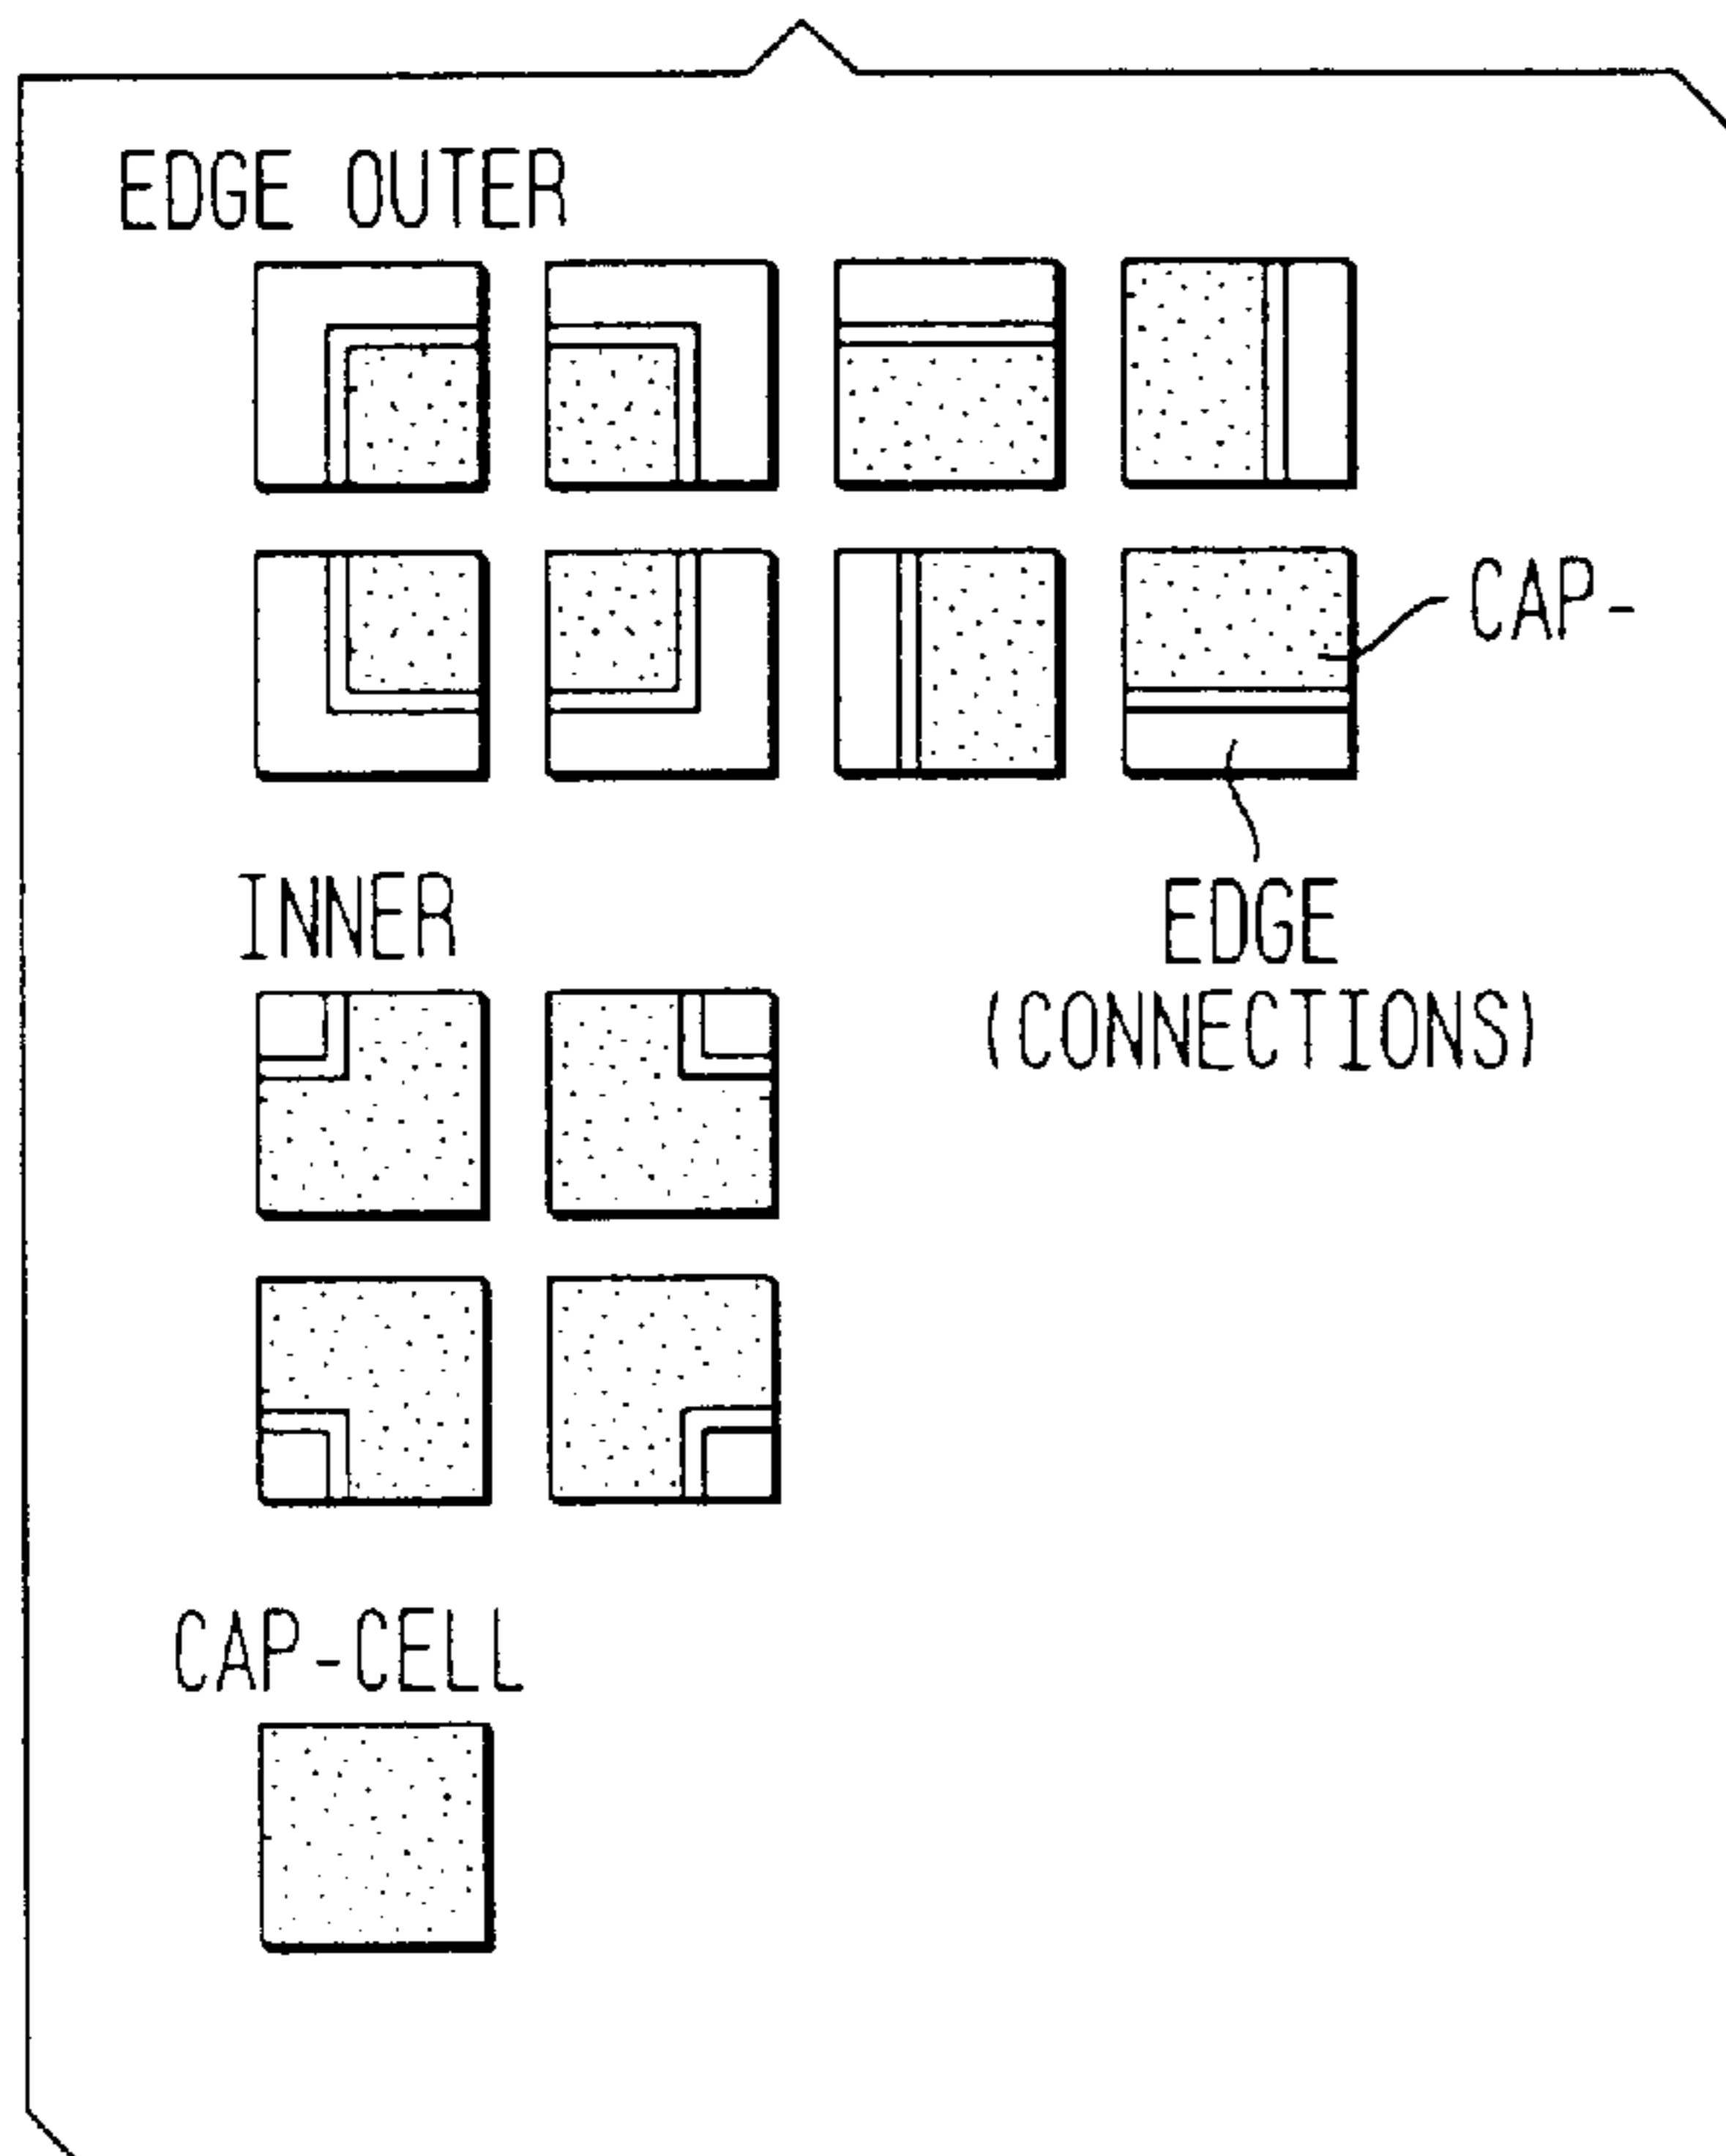 EDGE OUTER
CAP-
INNER
EDGE
(CONNECTIONS)
CAP-CELL